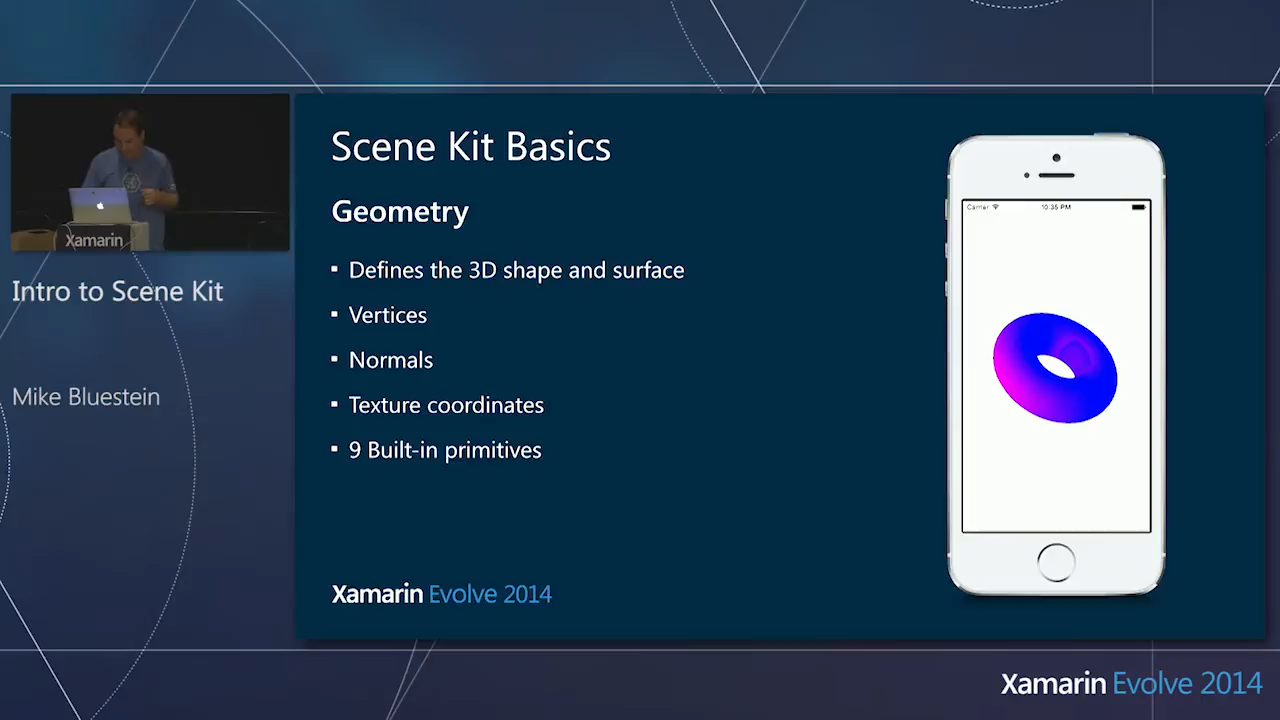 Scene Kit Basics
Geometry
▪ Defines the 3D shape and surface
▪ Vertices
▪ Normals
▪ Texture coordinates
▪ 9 Built-in primitives
Xamarin Evolve 2014
Carrier 10:35 PM
Xamarin
Intro to Scene Kit
Mike Bluestein
Xamarin Evolve 2014